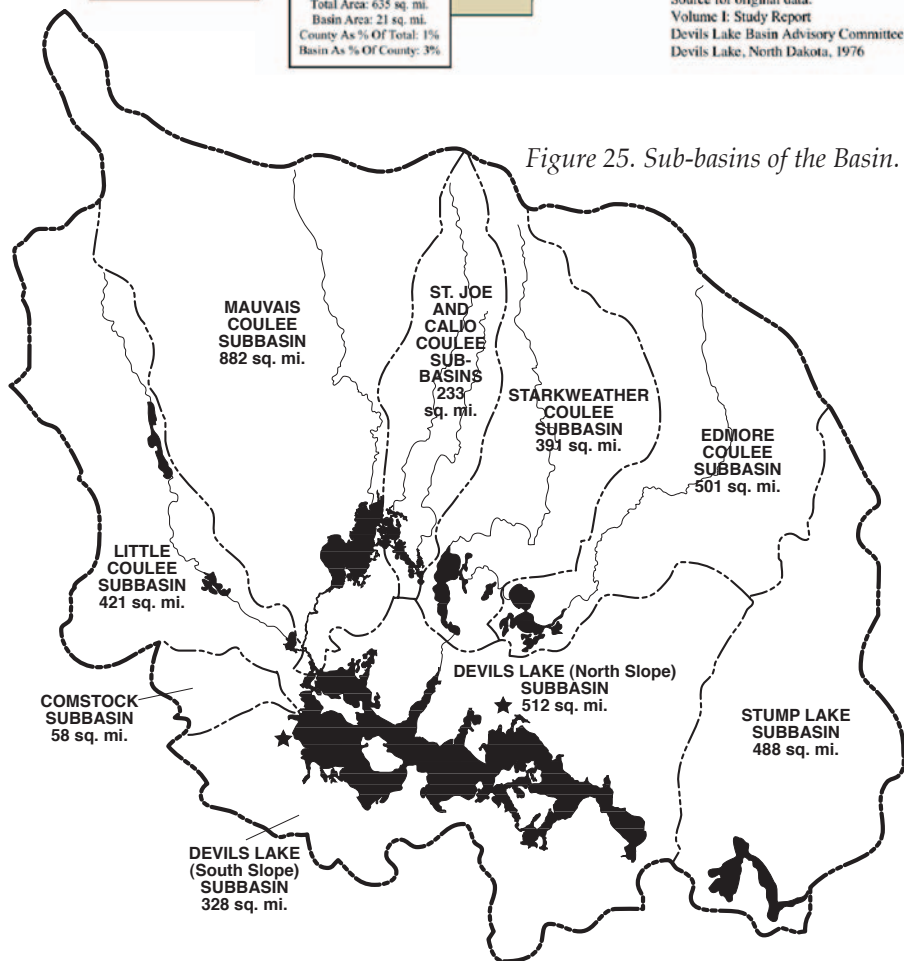 Total Area: 635 sq. mi.
Basin Area: 21 sq. mi.
County As % Of Total: 1%
Basin As % Of County: 3%
Source for original data:
Volume I: Study Report
Devils Lake Basin Advisory Committee
Devils Lake, North Dakota, 1976
Figure 25. Sub-basins of the Basin.
MAUVAIS
COULEE
SUBBASIN
882 sq. mi.
ST. JOE
AND
CALIO
COULEE
SUB-
BASINS
233
sq. mi.
STARKWEATHER
COULEE
SUBBASIN
391 sq. mi.
EDMORE
COULEE
SUBBASIN
501 sq. mi.
LITTLE
COULEE
SUBBASIN
421 sq. mi.
COMSTOCK
SUBBASIN
58 sq. mi.
DEVILS LAKE (North Slope)
SUBBASIN
512 sq. mi.
STUMP LAKE
SUBBASIN
488 sq. mi.
DEVILS LAKE
(South Slope)
SUBBASIN
328 sq. mi.